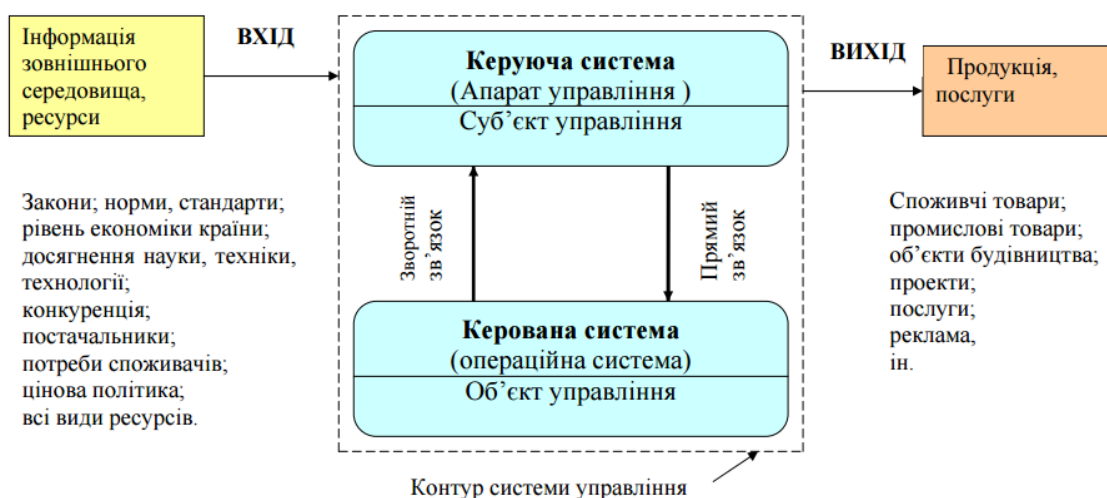 Інформація
зовнішнього
середовища,
ресурси
ВХІД
Керуюча система
(Апарат управління )
Суб’єкт управління
ВИХІД
Продукція,
послуги
Закони; норми, стандарти;
рівень економіки країни;
досягнення науки, техніки,
технології;
конкуренція;
постачальники;
потреби споживачів;
цінова політика;
всі види ресурсів.
Зворотній
зв’язок
Прямий
зв’язок
Споживчі товари;
промислові товари;
об’єкти будівництва;
проекти;
послуги;
реклама,
ін.
Керована система
(операційна система)
Об’єкт управління
Контур системи управління